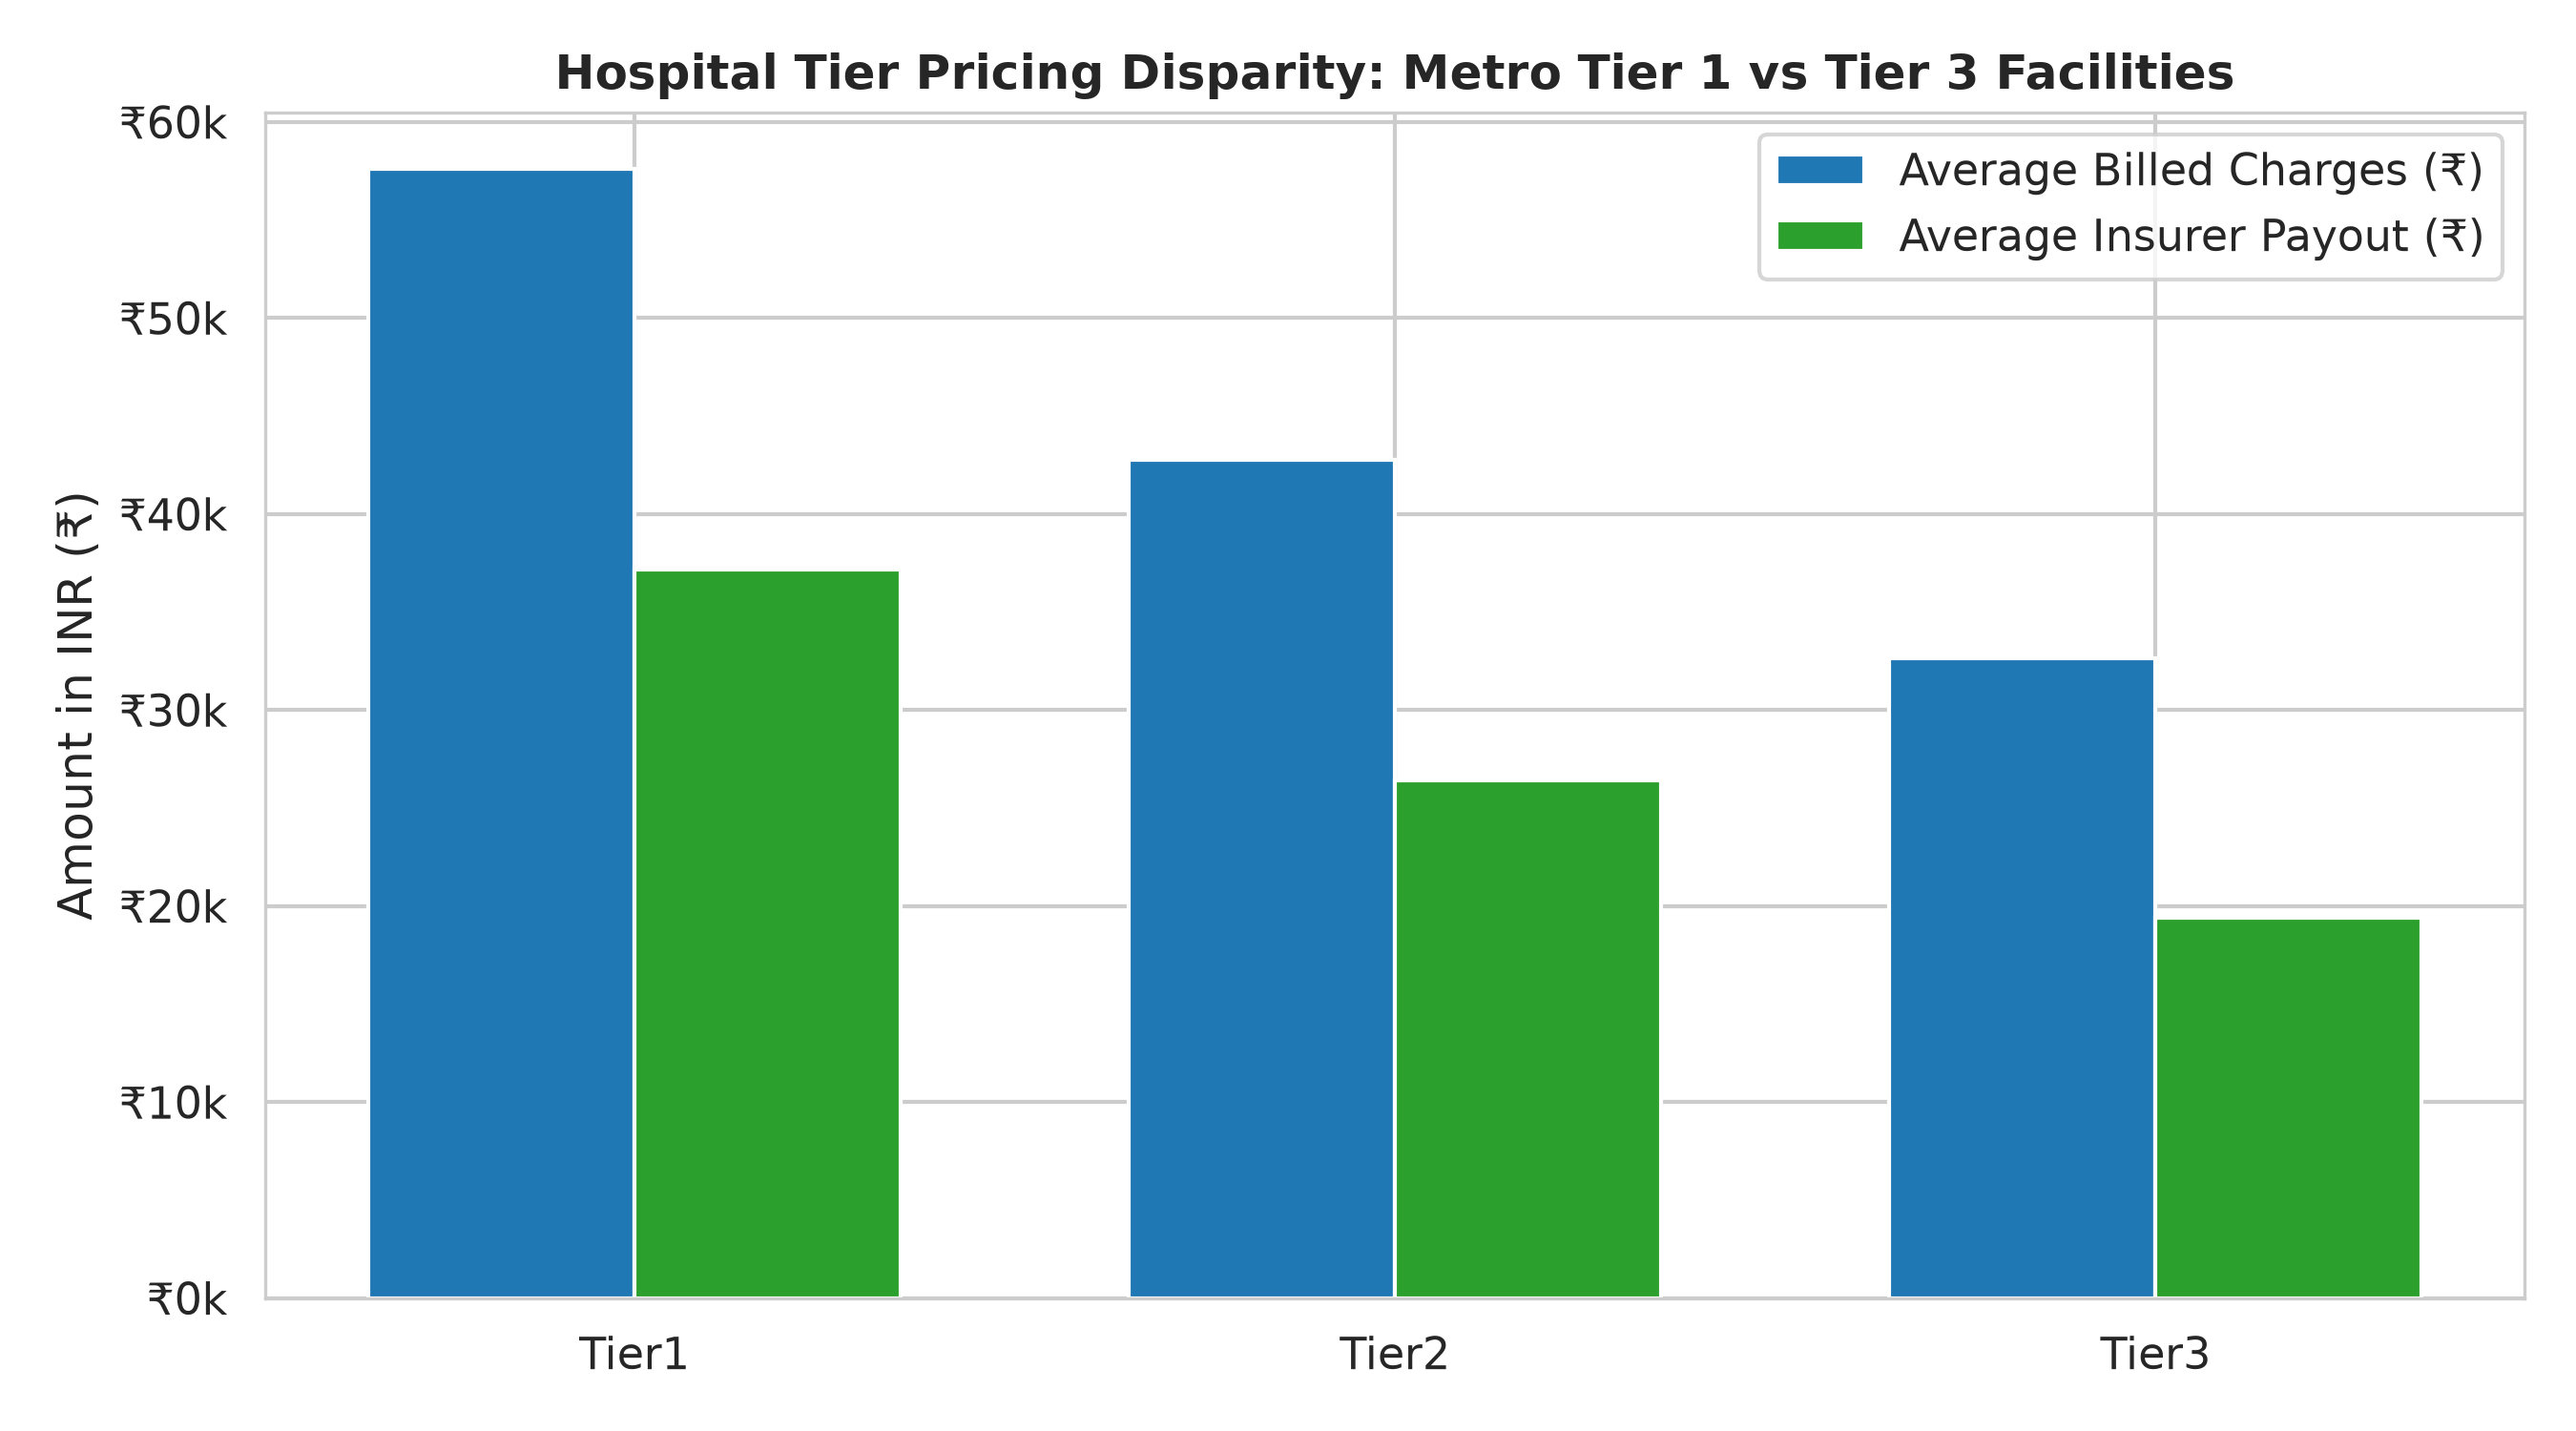 Hospital Tier Pricing Disparity: Metro Tier 1 vs Tier 3 Facilities
Average Billed Charges (₹)
Average Insurer Payout (₹)
Amount in INR (₹)
₹60k
₹50k
₹40k
₹30k
₹20k
₹10k
₹0k
Tier1
Tier2
Tier3